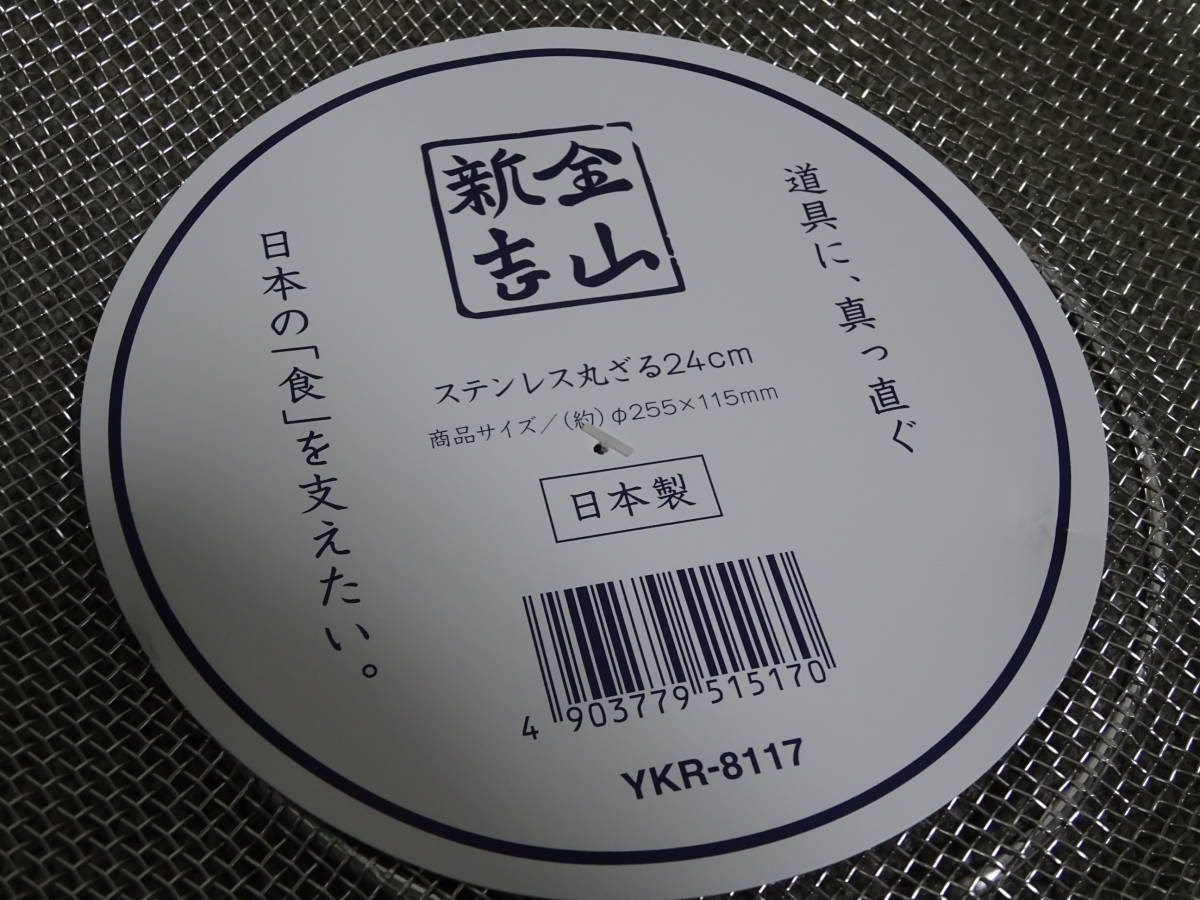 道具に、真っ直ぐ
金山
新吉
ステンレス丸ざる24cm
商品サイズ／(約)φ255×115mm
日本製
4 903779 515170
YKR-8117
日本の「食」を支えたい。